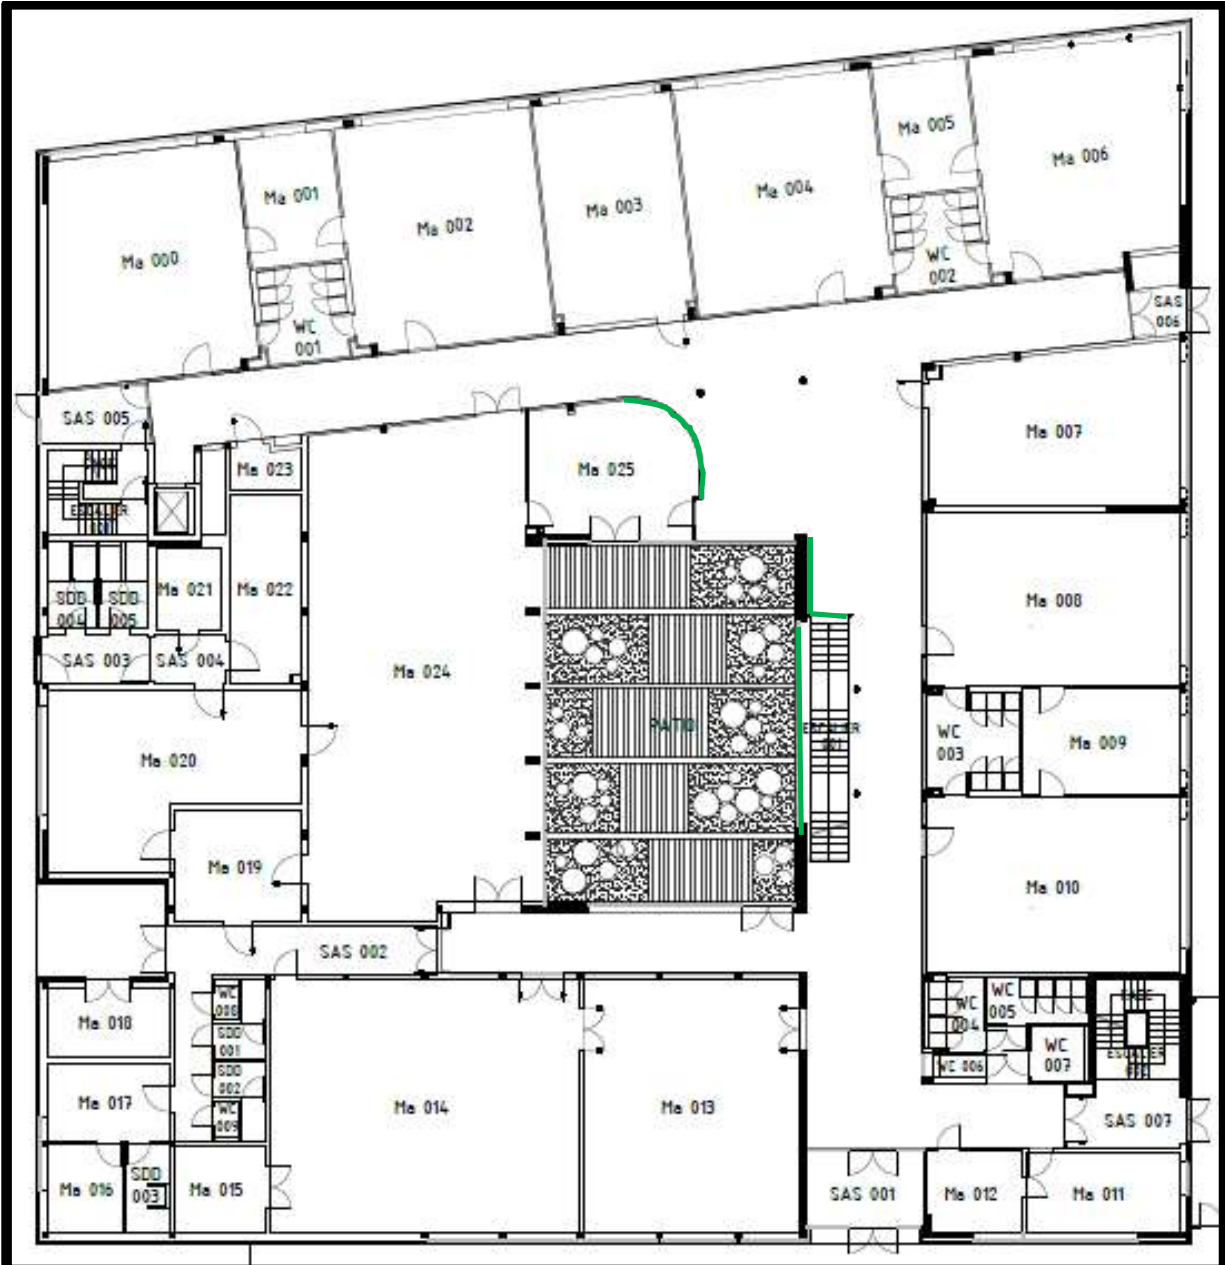 Ma 005
Ma 006
Ma 001
Ma 004
Ma 003
Ma 002
Ma 000
WC
002
SAS
006
WC
001
SAS 005
Ma 007
Ma 023
Ma 025
ESCALIER
Ma 021
Ma 022
SDD
004
SDD
005
Ma 008
SAS 003
SAS 004
Ma 024
PATIO
ESCALIER
001
WC
003
Ma 009
Ma 020
Ma 019
Ma 010
SAS 002
WC
008
SDD
001
SDD
002
WC
009
Ma 018
WC
004
WC
005
WC 006
WC
007
ESCALIER
Ma 017
Ma 014
Ma 013
SAS 007
Ma 016
SDD
003
Ma 015
SAS 001
Ma 012
Ma 011